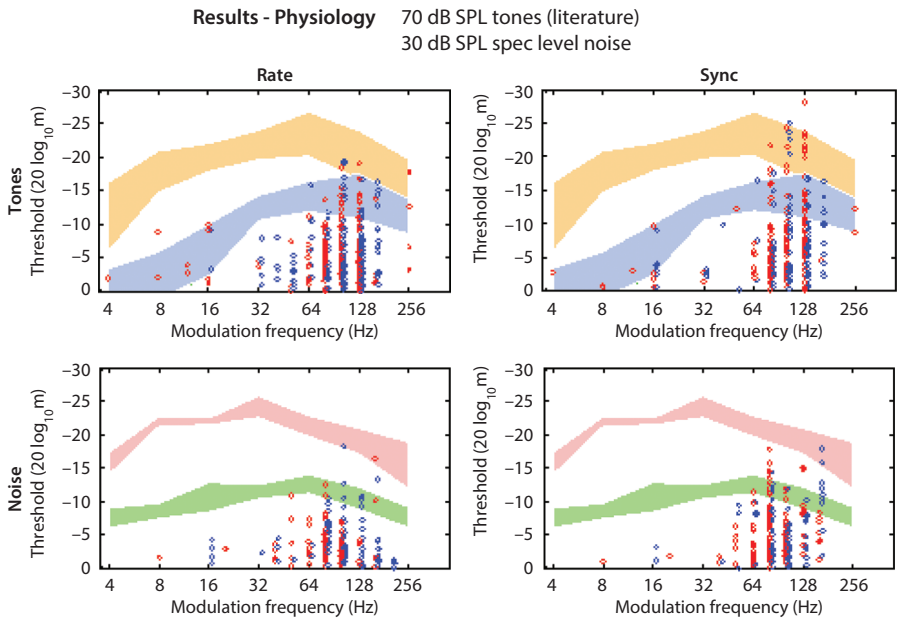 Results - Physiology 70 dB SPL tones (literature)
30 dB SPL spec level noise
Rate
Sync
Tones
Threshold (20 log10 m)
−30
−25
−20
−15
−10
−5
0
4 8 16 32 64 128 256
Modulation frequency (Hz)
Threshold (20 log10 m)
−30
−25
−20
−15
−10
−5
0
4 8 16 32 64 128 256
Modulation frequency (Hz)
Noise
Threshold (20 log10 m)
−30
−25
−20
−15
−10
−5
0
4 8 16 32 64 128 256
Modulation frequency (Hz)
Threshold (20 log10 m)
−30
−25
−20
−15
−10
−5
0
4 8 16 32 64 128 256
Modulation frequency (Hz)